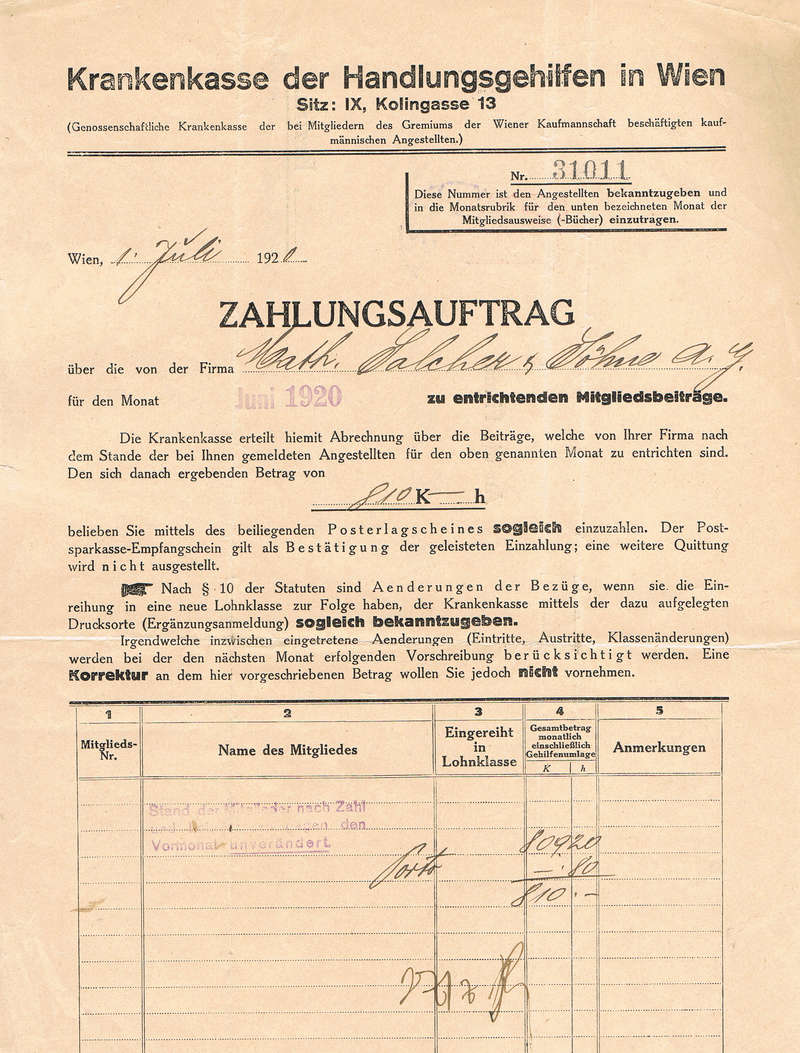 Krankenkasse der Handlungsgehilfen in Wien
Sitz: IX, Kolingasse 13
(Genossenschaftliche Krankenkasse der bei Mitgliedern des Gremiums der Wiener Kaufmannschaft beschäftigten kauf-
männischen Angestellten.)
Nr. 31011
Diese Nummer ist den Angestellten bekanntzugeben und
in die Monatsrubrik für den unten bezeichneten Monat der
Mitgliedsausweise (-Bücher) einzutragen.
Wien, 1. Juli 1920
ZAHLUNGSAUFTRAG
über die von der Firma Math. Salcher & Söhne A. G.
für den Monat Juni 1920 zu entrichtenden Mitgliedsbeiträge.
Die Krankenkasse erteilt hiemit Abrechnung über die Beiträge, welche von Ihrer Firma nach
dem Stande der bei Ihnen gemeldeten Angestellten für den oben genannten Monat zu entrichten sind.
Den sich danach ergebenden Betrag von
810 K — h
belieben Sie mittels des beiliegenden Posterlagscheines sogleich einzuzahlen. Der Post-
sparkasse-Empfangschein gilt als Bestätigung der geleisteten Einzahlung; eine weitere Quittung
wird nicht ausgestellt.
Nach § 10 der Statuten sind Aenderungen der Bezüge, wenn sie die Ein-
reihung in eine neue Lohnklasse zur Folge haben, der Krankenkasse mittels der dazu aufgelegten
Drucksorte (Ergänzungsanmeldung) sogleich bekanntzugeben.
Irgendwelche inzwischen eingetretene Aenderungen (Eintritte, Austritte, Klassenänderungen)
werden bei der den nächsten Monat erfolgenden Vorschreibung berücksichtigt werden. Eine
Korrektur an dem hier vorgeschriebenen Betrag wollen Sie jedoch nicht vornehmen.
1 2 3 4 5
Mitglieds-
Nr.
Name des Mitgliedes
Eingereiht
in
Lohnklasse
Gesamtbetrag
monatlich
einschließlich
Gehilfenumlage
K h
Anmerkungen
Stand der Mitglieder nach Zahl
und den
Vormonat unverändert.
809 20
Porto — . 80
810 . —